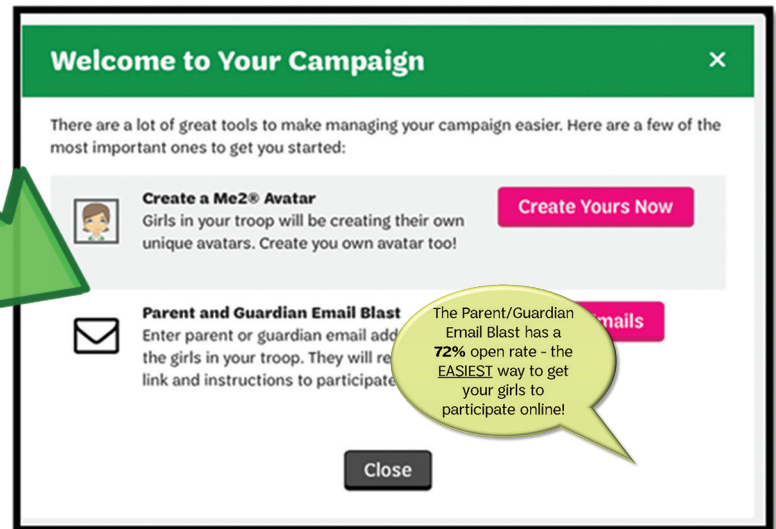 Welcome to Your Campaign
There are a lot of great tools to make managing your campaign easier. Here are a few of the
most important ones to get you started:
Create a Me2® Avatar
Girls in your troop will be creating their own
unique avatars. Create you own avatar too!
Create Yours Now
Parent and Guardian Email Blast
Enter parent or guardian email
the girls in your troop. They will
link and instructions to participate
The Parent/Guardian
Email Blast has a
72% open rate - the
EASIEST way to get
your girls to
participate online!
Close